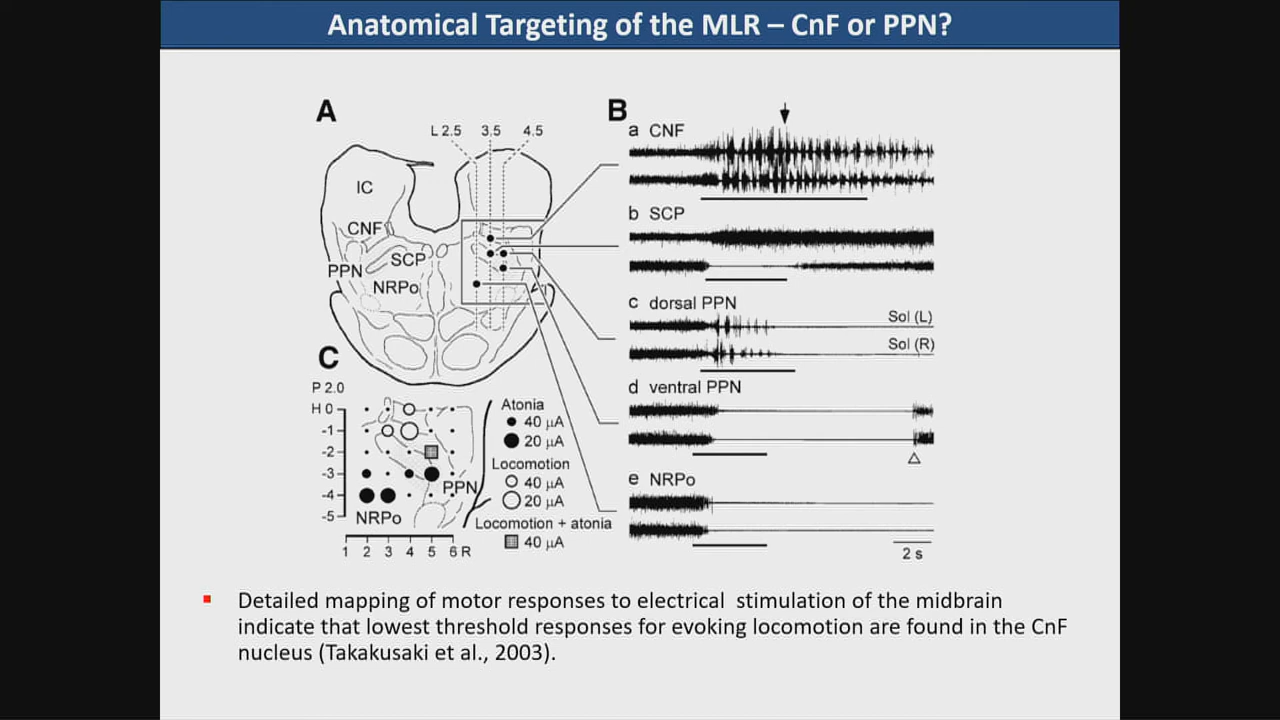 Anatomical Targeting of the MLR – CnF or PPN?
A
L 2.5 3.5 4.5
IC
CNF
SCP
PPN
NRPo
B
a CNF
b SCP
c dorsal PPN
Sol (L)
Sol (R)
d ventral PPN
e NRPo
2 s
C
P 2.0
H 0
-1
-2
-3
-4
-5
PPN
NRPo
1 2 3 4 5 6 R
Atonia
40 µA
20 µA
Locomotion
40 µA
20 µA
Locomotion + atonia
40 µA
Detailed mapping of motor responses to electrical stimulation of the midbrain
indicate that lowest threshold responses for evoking locomotion are found in the CnF
nucleus (Takakusaki et al., 2003).